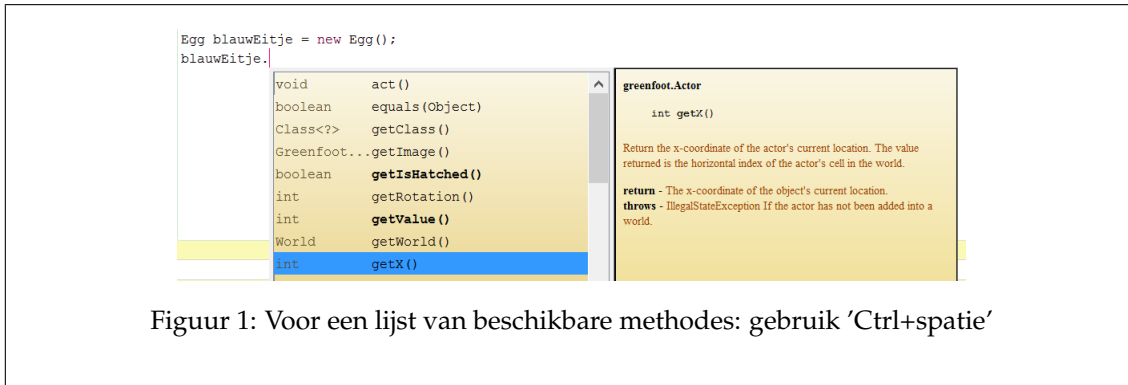 Egg blauwEitje = new Egg();
blauwEitje.
void act()
boolean equals(Object)
Class<?> getClass()
Greenfoot...getImage()
boolean getIsHatched()
int getRotation()
int getValue()
World getWorld()
int getX()
greenfoot.Actor
int getX()
Return the x-coordinate of the actor's current location. The value
returned is the horizontal index of the actor's cell in the world.
return - The x-coordinate of the object's current location.
throws - IllegalStateException If the actor has not been added into a
world.
Figuur 1: Voor een lijst van beschikbare methodes: gebruik ’Ctrl+spatie’